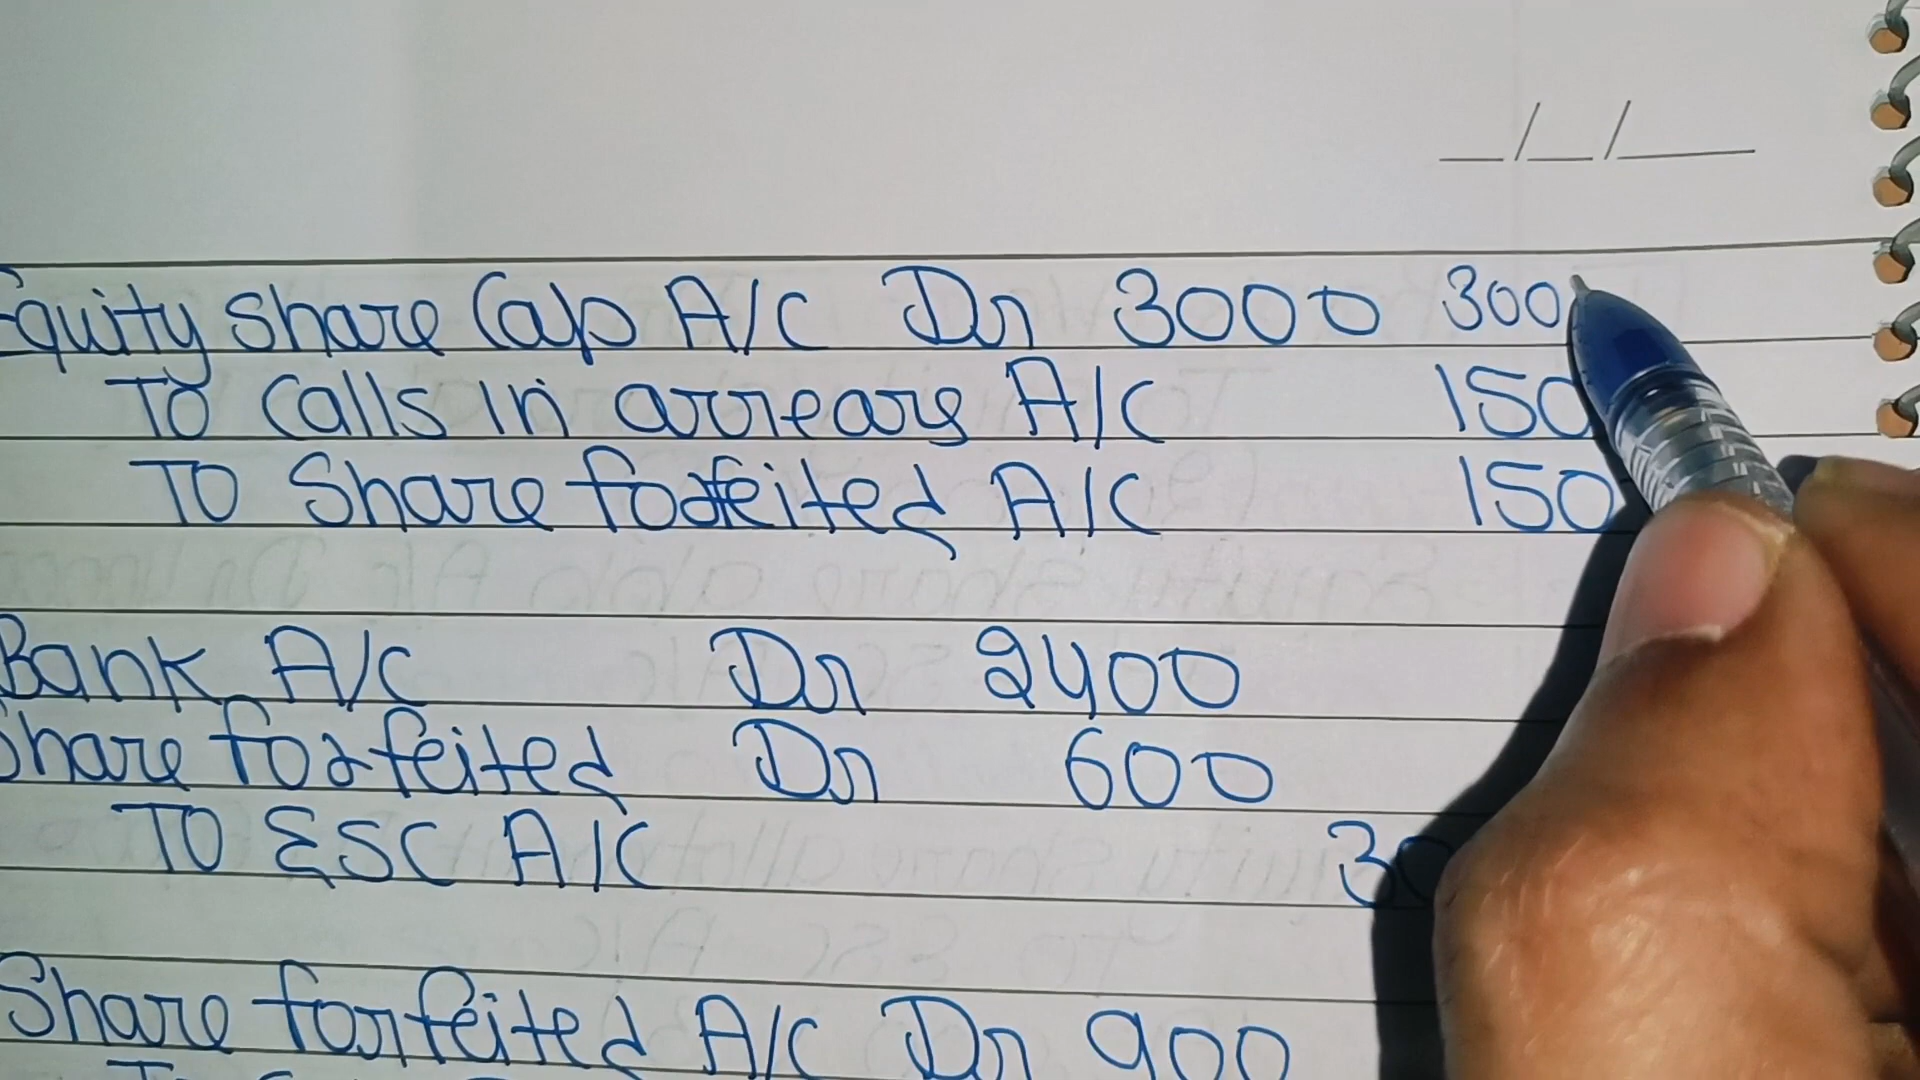 __/__/____
Equity share Cap A/C Dr 3000 300
To Calls in arrears A/C 150
To Share forfeited A/C 150
Bank A/C Dr 2400
Share forfeited Dr 600
To ESC A/C 30
Share forfeited A/C Dr 900